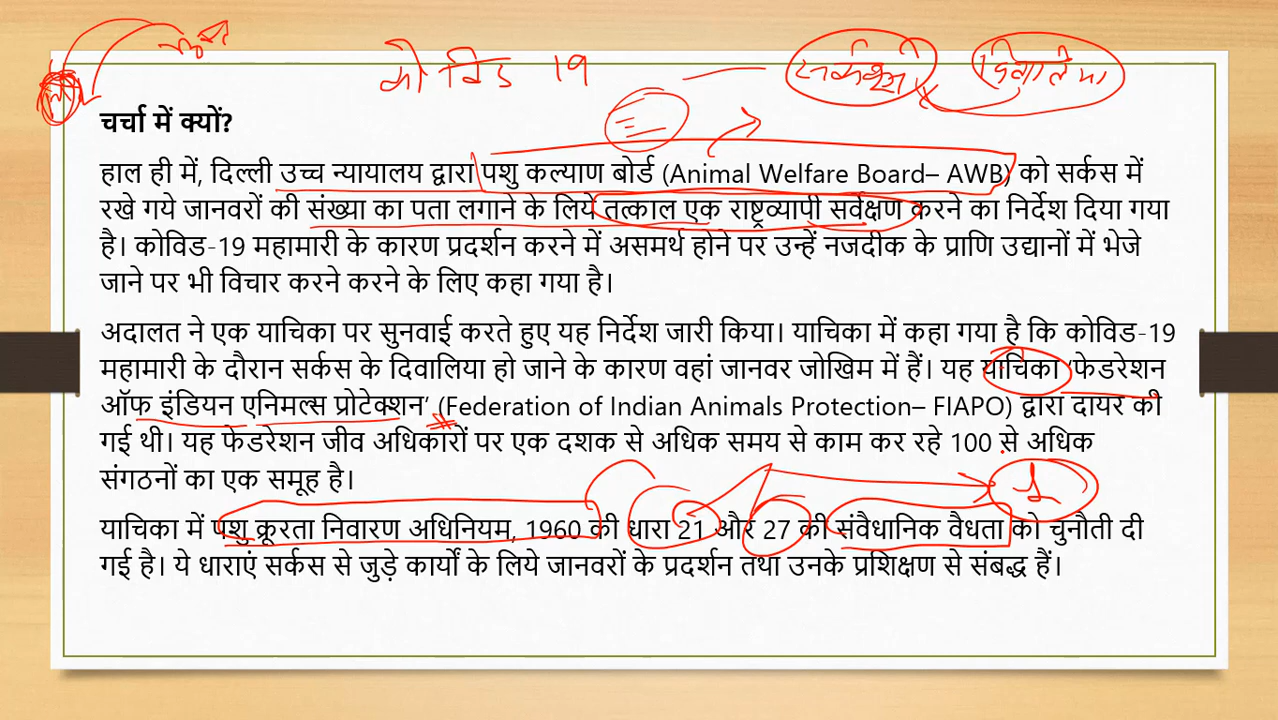 कोविड 19 — सर्कसों दिवालिया
चर्चा में क्यों?
हाल ही में, दिल्ली उच्च न्यायालय द्वारा पशु कल्याण बोर्ड (Animal Welfare Board– AWB) को सर्कस में
रखे गये जानवरों की संख्या का पता लगाने के लिये तत्काल एक राष्ट्रव्यापी सर्वेक्षण करने का निर्देश दिया गया
है। कोविड-19 महामारी के कारण प्रदर्शन करने में असमर्थ होने पर उन्हें नजदीक के प्राणि उद्यानों में भेजे
जाने पर भी विचार करने करने के लिए कहा गया है।
अदालत ने एक याचिका पर सुनवाई करते हुए यह निर्देश जारी किया। याचिका में कहा गया है कि कोविड-19
महामारी के दौरान सर्कस के दिवालिया हो जाने के कारण वहां जानवर जोखिम में हैं। यह याचिका 'फेडरेशन
ऑफ इंडियन एनिमल्स प्रोटेक्शन' (Federation of Indian Animals Protection– FIAPO) द्वारा दायर की
गई थी। यह फेडरेशन जीव अधिकारों पर एक दशक से अधिक समय से काम कर रहे 100 से अधिक
संगठनों का एक समूह है।
याचिका में पशु क्रूरता निवारण अधिनियम, 1960 की धारा 21 और 27 की संवैधानिक वैधता को चुनौती दी
गई है। ये धाराएं सर्कस से जुड़े कार्यों के लिये जानवरों के प्रदर्शन तथा उनके प्रशिक्षण से संबद्ध हैं।